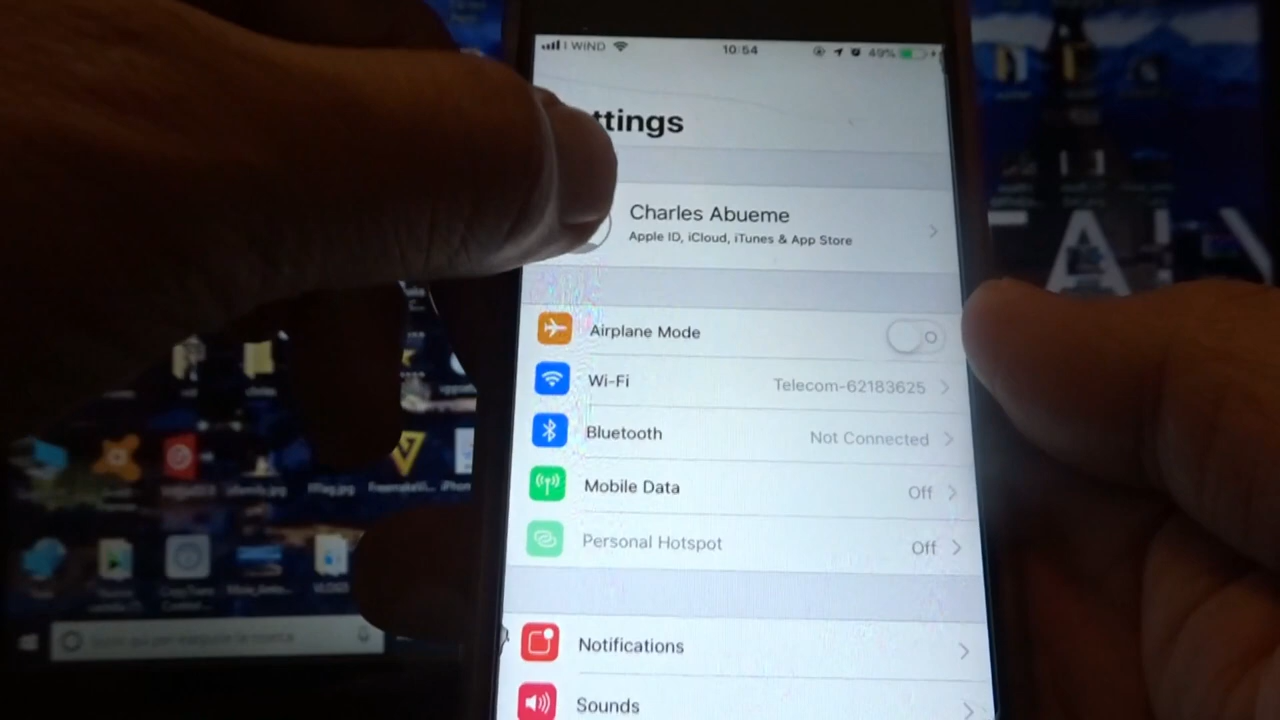 WIND
10:54
49%
ttings
Charles Abueme
Apple ID, iCloud, iTunes & App Store
Airplane Mode
Wi-Fi
Telecom-62183625
Bluetooth
Not Connected
Mobile Data
Off
Personal Hotspot
Off
Notifications
Sounds